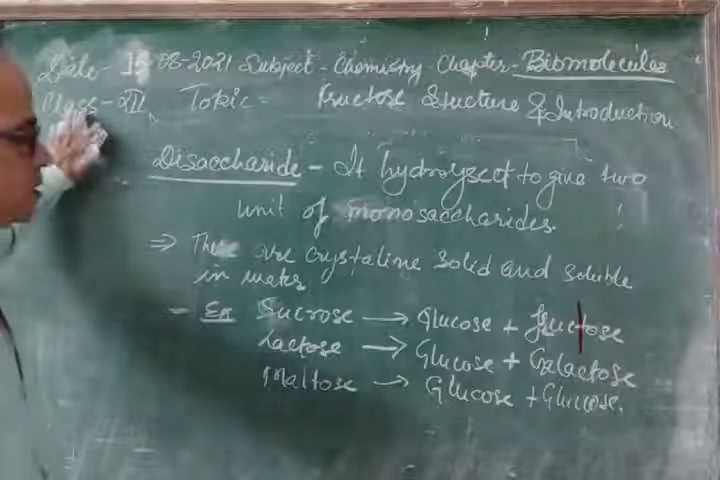 Date - 15-08-2021 Subject - Chemistry Chapter - Biomolecules
Class - XII Topic = Fructose Structure & Introduction
Disaccharide - It hydrolysed to give two
unit of monosaccharides.
⇒ These are crystaline solid and soluble
in water
= Ex Sucrose → Glucose + fructose
Lactose → Glucose + Galactose
Maltose → Glucose + Glucose.